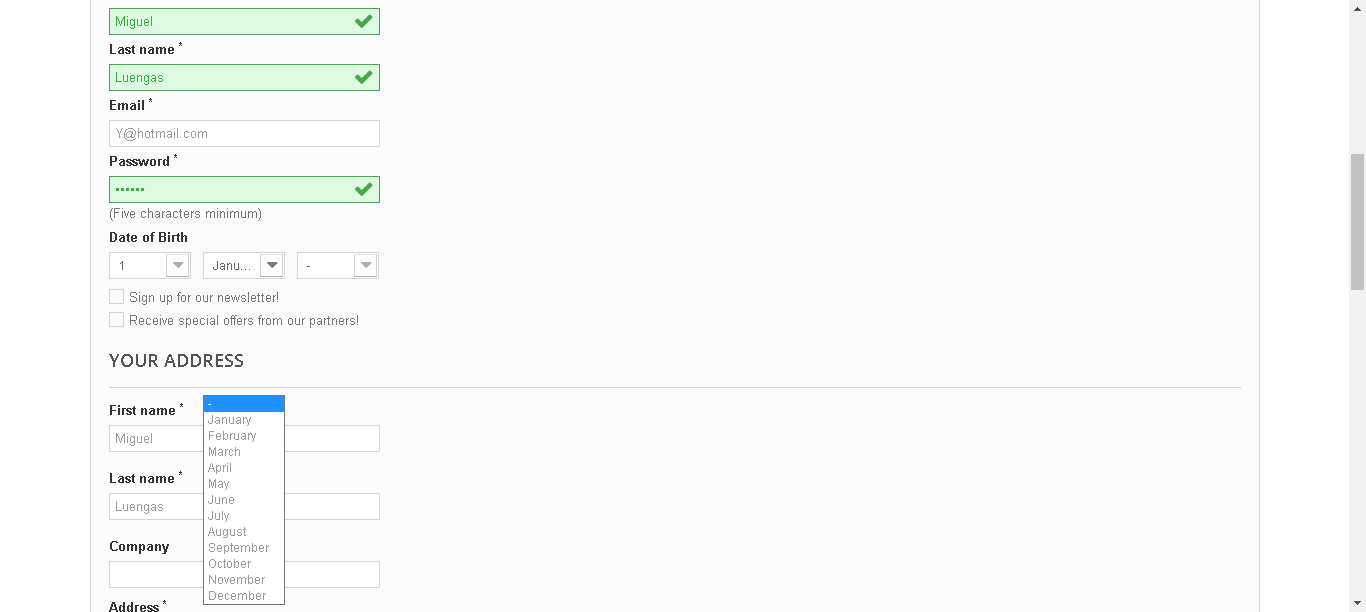 Miguel
Last name *
Luengas
Email *
Y@hotmail.com
Password *
••••••
(Five characters minimum)
Date of Birth
1 Janu... -
Sign up for our newsletter!
Receive special offers from our partners!
YOUR ADDRESS
First name *
Miguel
Last name *
Luengas
Company
Address *
-
January
February
March
April
May
June
July
August
September
October
November
December